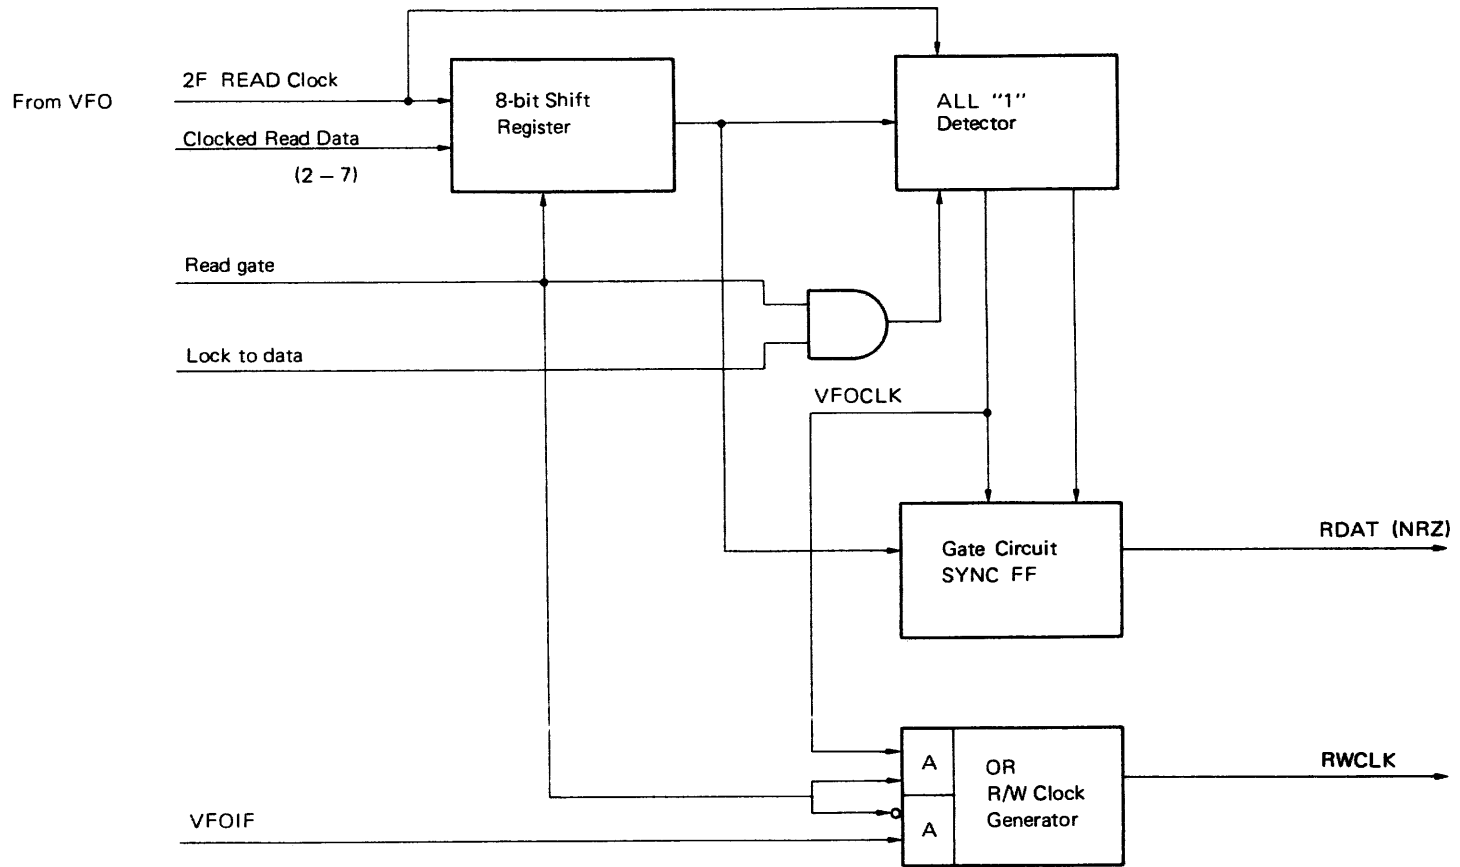 2F READ Clock
From VFO
8-bit Shift
Register
ALL "1"
Detector
Clocked Read Data
(2 – 7)
Read gate
Lock to data
VFOCLK
Gate Circuit
SYNC FF
RDAT (NRZ)
A
OR
R/W Clock
Generator
RWCLK
A
VFOIF